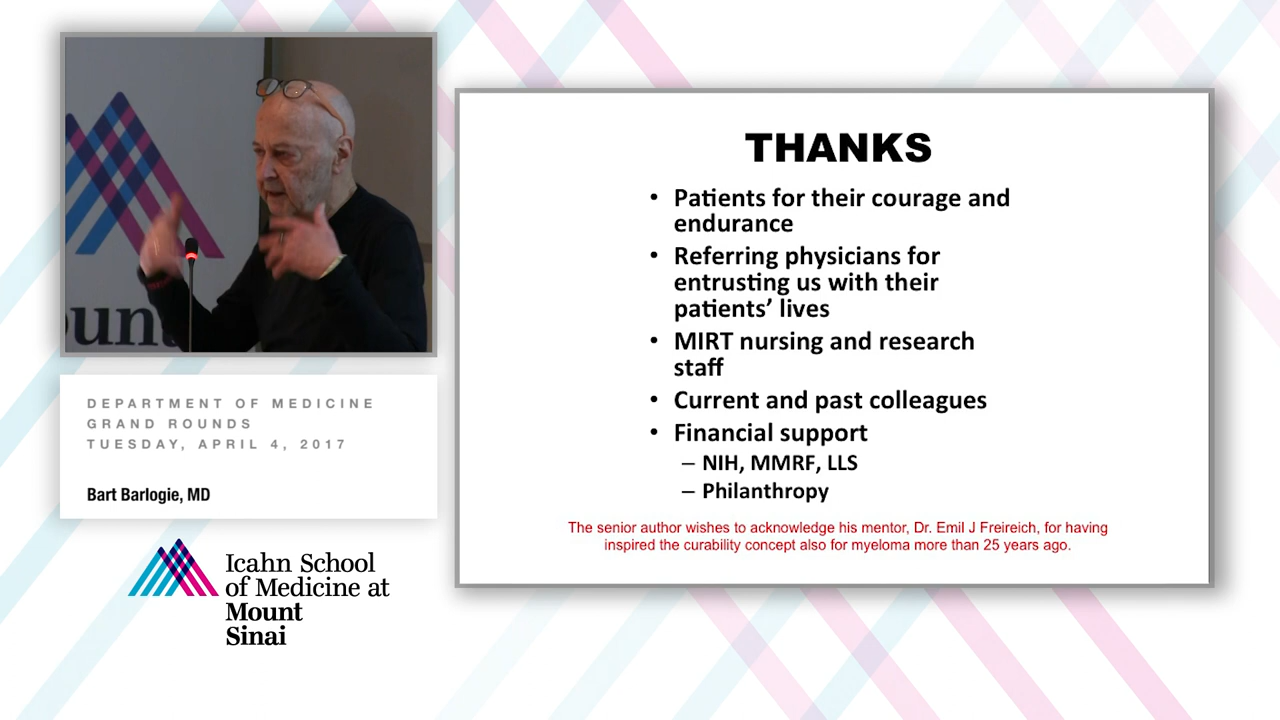 ount
DEPARTMENT OF MEDICINE
GRAND ROUNDS
TUESDAY, APRIL 4, 2017
Bart Barlogie, MD
Icahn School
of Medicine at
Mount
Sinai
THANKS
• Patients for their courage and
endurance
• Referring physicians for
entrusting us with their
patients’ lives
• MIRT nursing and research
staff
• Current and past colleagues
• Financial support
– NIH, MMRF, LLS
– Philanthropy
The senior author wishes to acknowledge his mentor, Dr. Emil J Freireich, for having
inspired the curability concept also for myeloma more than 25 years ago.